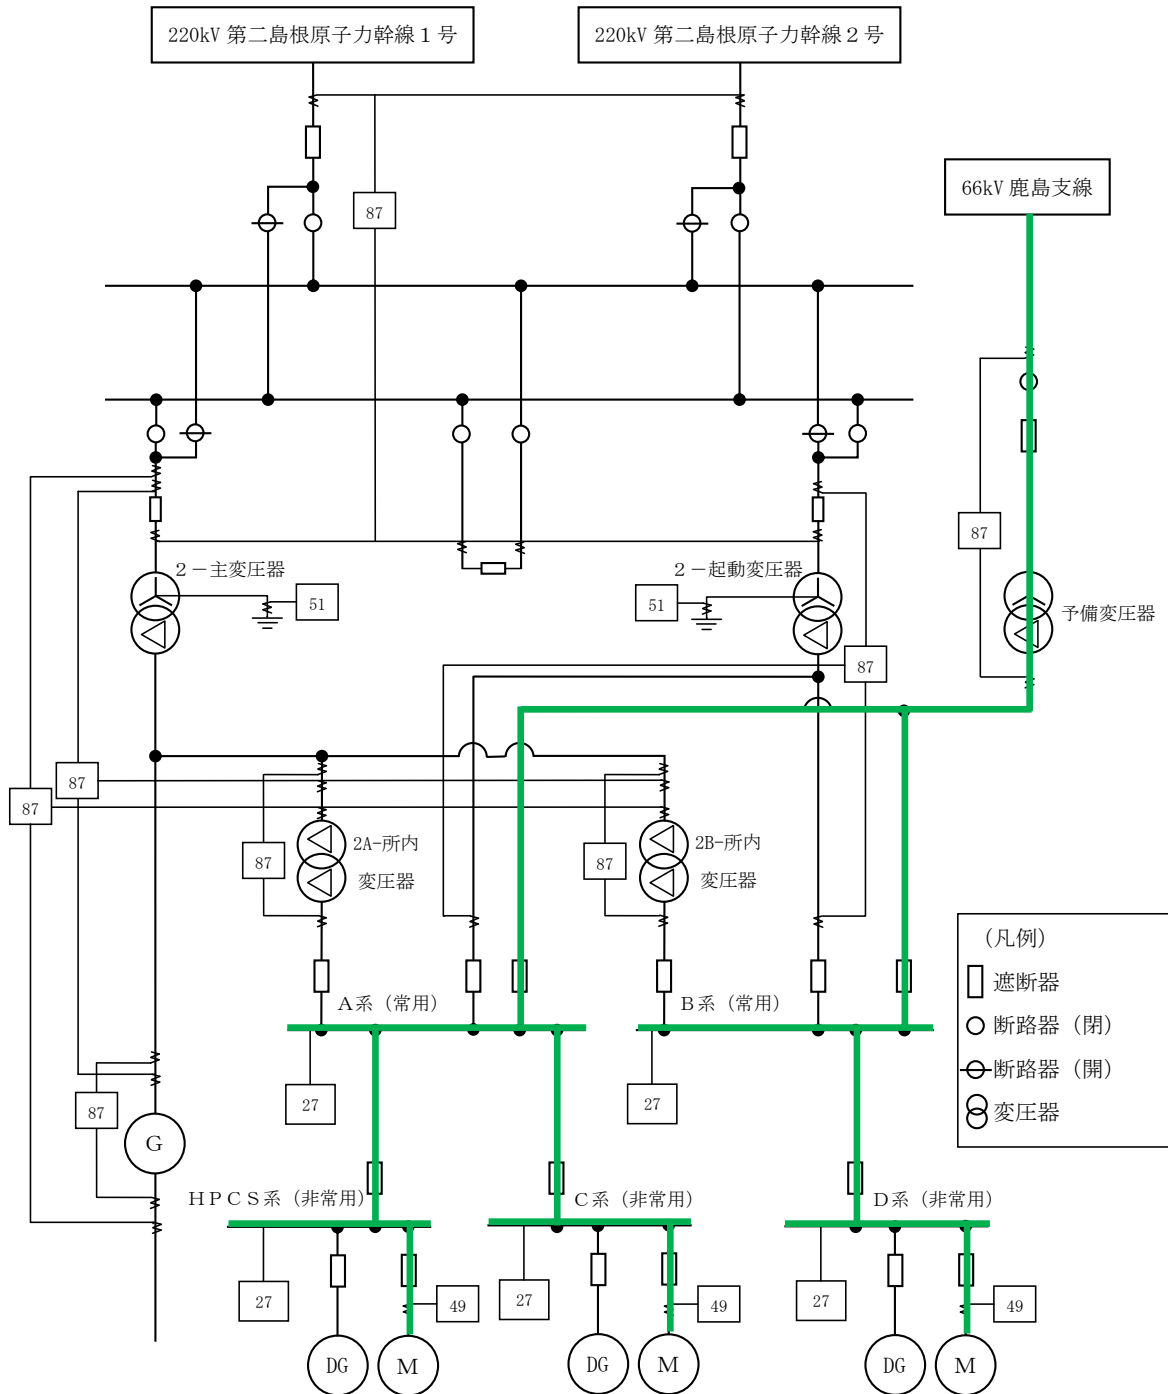 220kV 第二島根原子力幹線１号
220kV 第二島根原子力幹線２号
66kV 鹿島支線
87
87
２－主変圧器
51
２－起動変圧器
51
予備変圧器
87
87
87
87
2A-所内
変圧器
87
2B-所内
変圧器
(凡例)
遮断器
断路器（閉）
断路器（開）
変圧器
Ａ系（常用）
Ｂ系（常用）
27
27
87
G
ＨＰＣＳ系（非常用）
Ｃ系（非常用）
Ｄ系（非常用）
27
49
27
49
27
49
DG
M
DG
M
DG
M